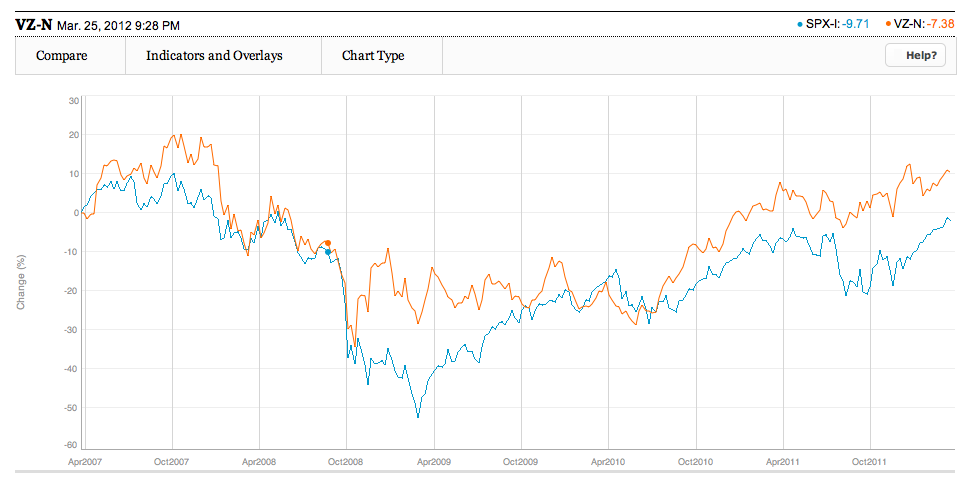 VZ-N Mar. 25, 2012 9:28 PM SPX-I: -9.71 VZ-N: -7.38
Compare Indicators and Overlays Chart Type Help?
Change (%)
30
20
10
0
-10
-20
-30
-40
-50
-60
Apr2007 Oct2007 Apr2008 Oct2008 Apr2009 Oct2009 Apr2010 Oct2010 Apr2011 Oct2011